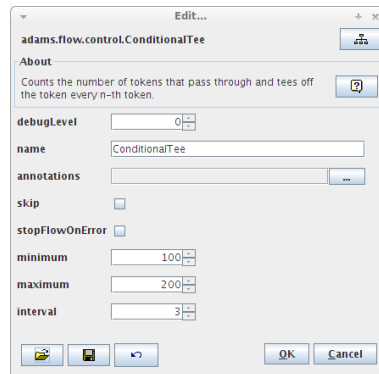 Edit...
adams.flow.control.ConditionalTee
About
Counts the number of tokens that pass through and tees off
the token every n-th token.
debugLevel 0
name ConditionalTee
annotations ...
skip
stopFlowOnError
minimum 100
maximum 200
interval 3
OK Cancel